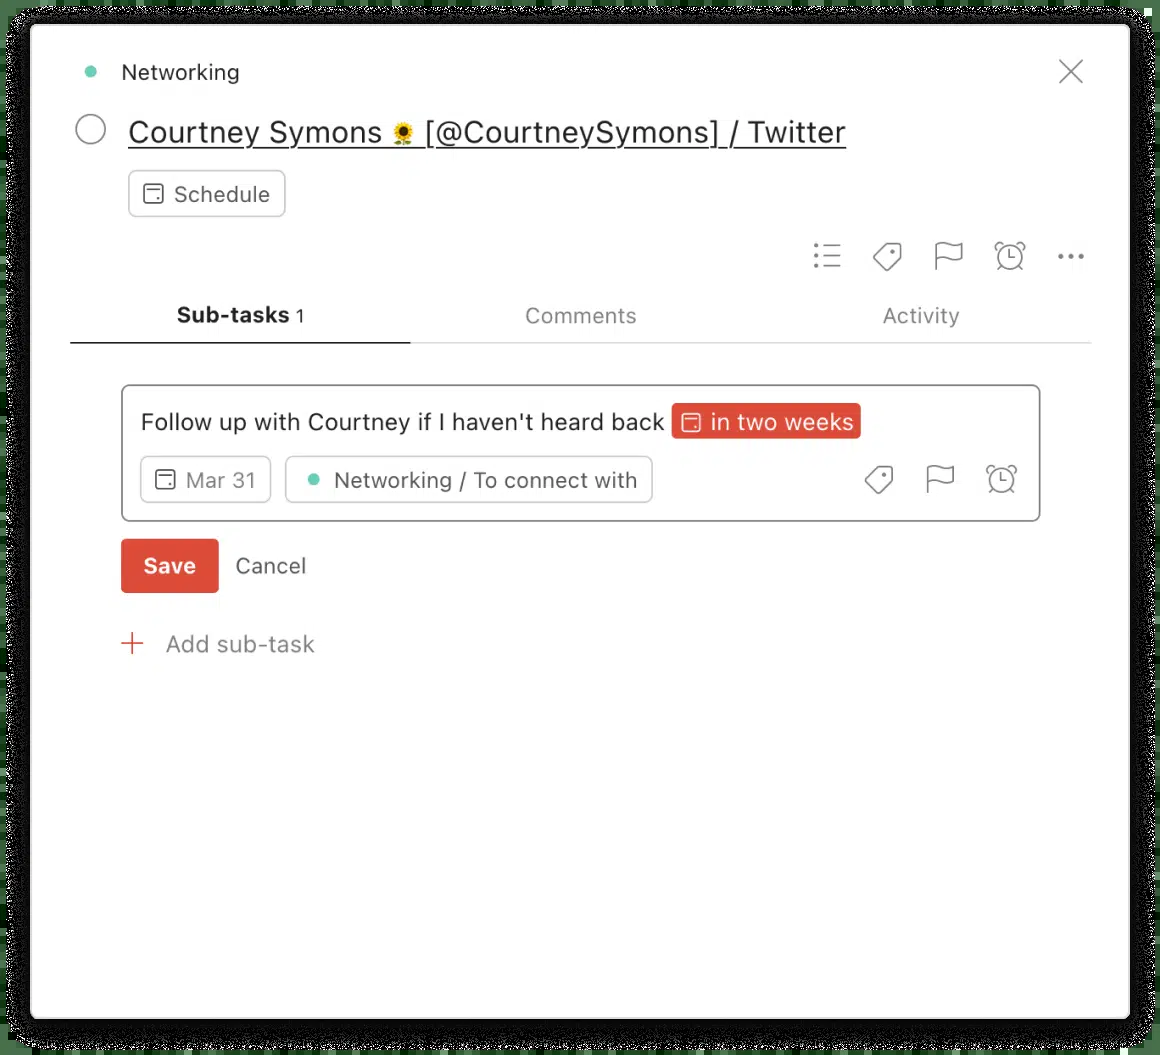 Networking
Courtney Symons 🌻 [@CourtneySymons] / Twitter
Schedule
Sub-tasks 1
Comments
Activity
Follow up with Courtney if I haven't heard back in two weeks
Mar 31
Networking / To connect with
Save
Cancel
Add sub-task